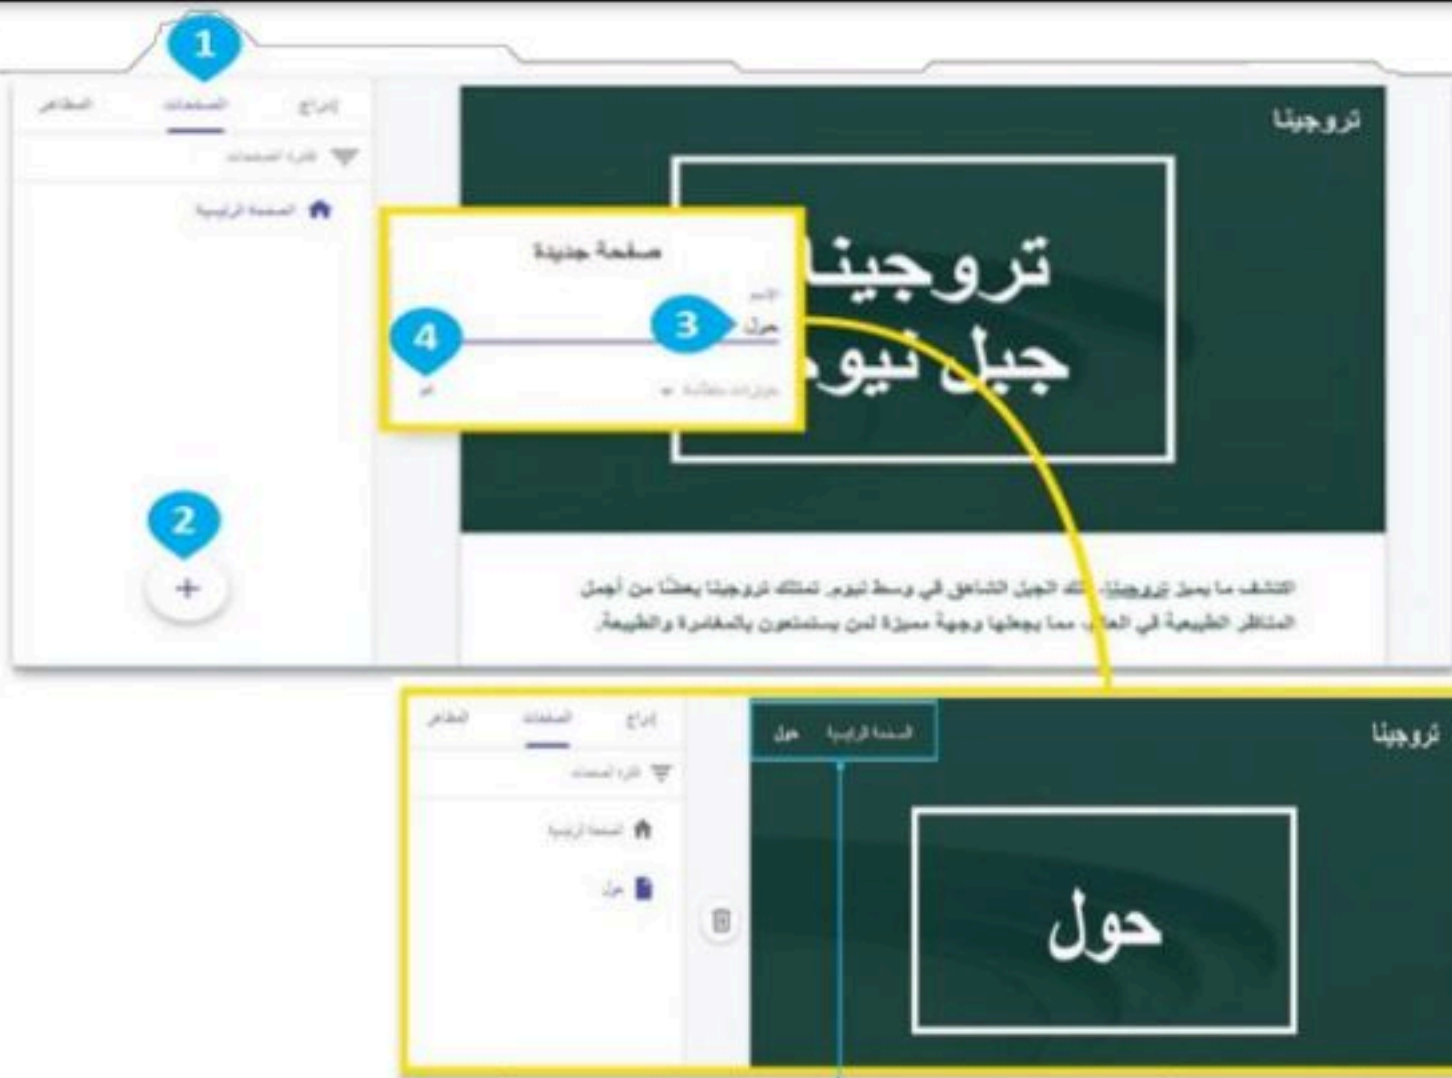 1
إدراج الصفحات المظاهر
فلترة الصفحات
الصفحة الرئيسية
تروجينا
تروجينا
جبل نيوم
صفحة جديدة
الاسم
3 حول
4
خيارات متقدمة
تم
2
+
اكتشف ما يميز تروجينا، ذلك الجبل الشاهق في وسط نيوم. تمتلك تروجينا بعضًا من أجمل
المناظر الطبيعية في العالم، مما يجعلها وجهة مميزة لمن يستمتعون بالمغامرة والطبيعة.
إدراج الصفحات المظاهر
فلترة الصفحات
الصفحة الرئيسية
حول
تروجينا
الصفحة الرئيسية حول
حول